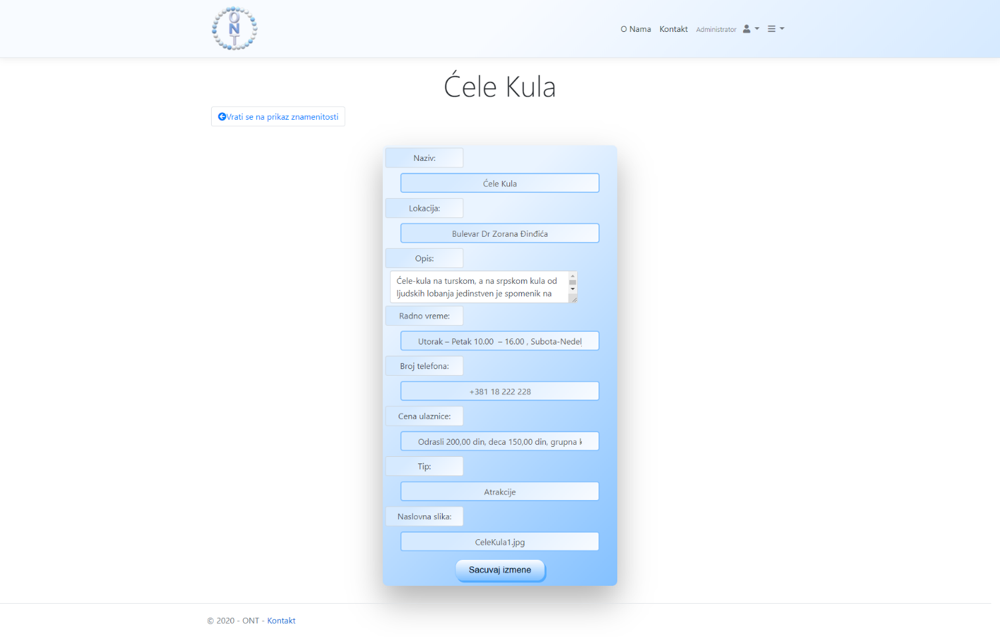 ONT
O Nama Kontakt Administrator
Ćele Kula
Vrati se na prikaz znamenitosti
Naziv:
Ćele Kula
Lokacija:
Bulevar Dr Zorana Đinđića
Opis:
Ćele-kula na turskom, a na srpskom kula od
ljudskih lobanja jedinstven je spomenik na
Radno vreme:
Utorak – Petak 10.00 – 16.00 , Subota-Nedel
Broj telefona:
+381 18 222 228
Cena ulaznice:
Odrasli 200,00 din, deca 150,00 din, grupna
Tip:
Atrakcije
Naslovna slika:
CeleKula1.jpg
Sacuvaj izmene
© 2020 - ONT - Kontakt